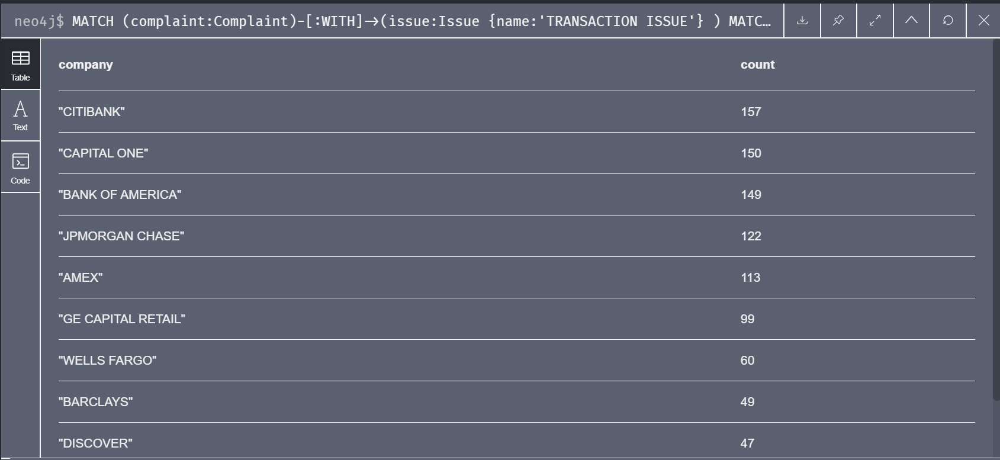 neo4j$ MATCH (complaint:Complaint)-[:WITH]→(issue:Issue {name:'TRANSACTION ISSUE'} ) MATC…
Table
Text
Code
company count
"CITIBANK" 157
"CAPITAL ONE" 150
"BANK OF AMERICA" 149
"JPMORGAN CHASE" 122
"AMEX" 113
"GE CAPITAL RETAIL" 99
"WELLS FARGO" 60
"BARCLAYS" 49
"DISCOVER" 47